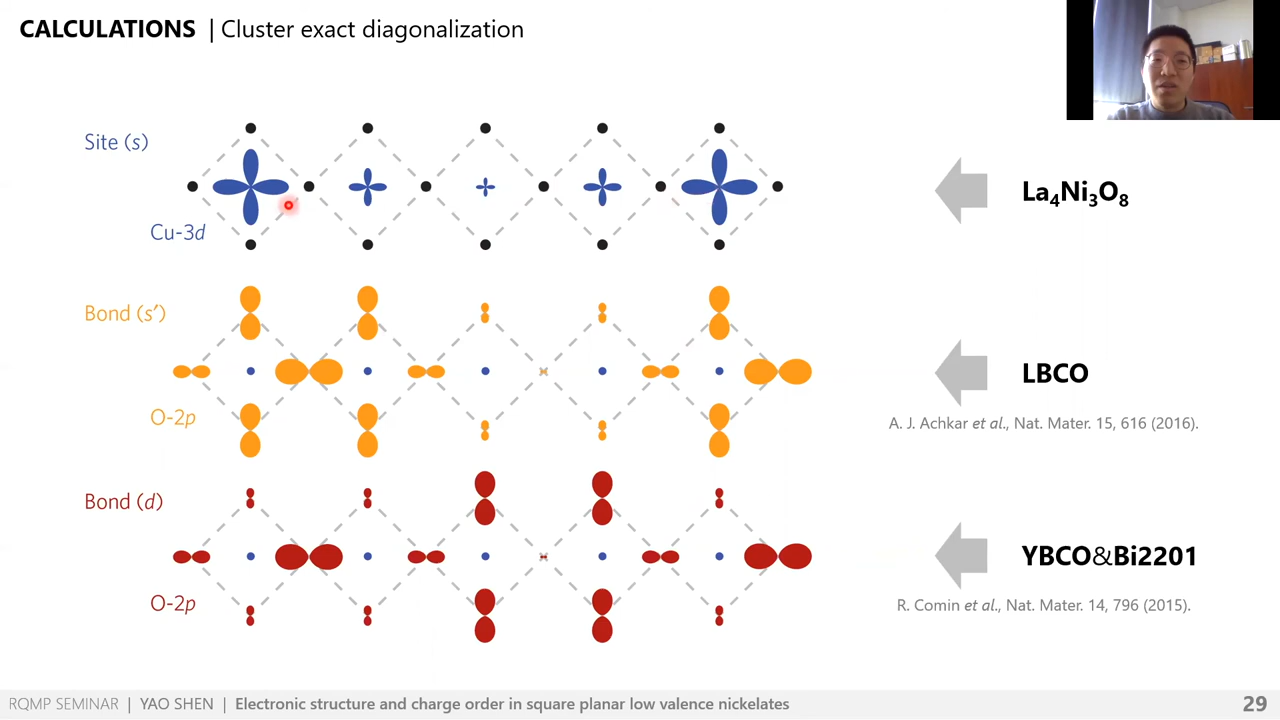 CALCULATIONS | Cluster exact diagonalization
Site (s)
Cu-3d
La₄Ni₃O₈
Bond (s′)
O-2p
LBCO
A. J. Achkar et al., Nat. Mater. 15, 616 (2016).
Bond (d)
O-2p
YBCO&Bi2201
R. Comin et al., Nat. Mater. 14, 796 (2015).
RQMP SEMINAR | YAO SHEN | Electronic structure and charge order in square planar low valence nickelates
29